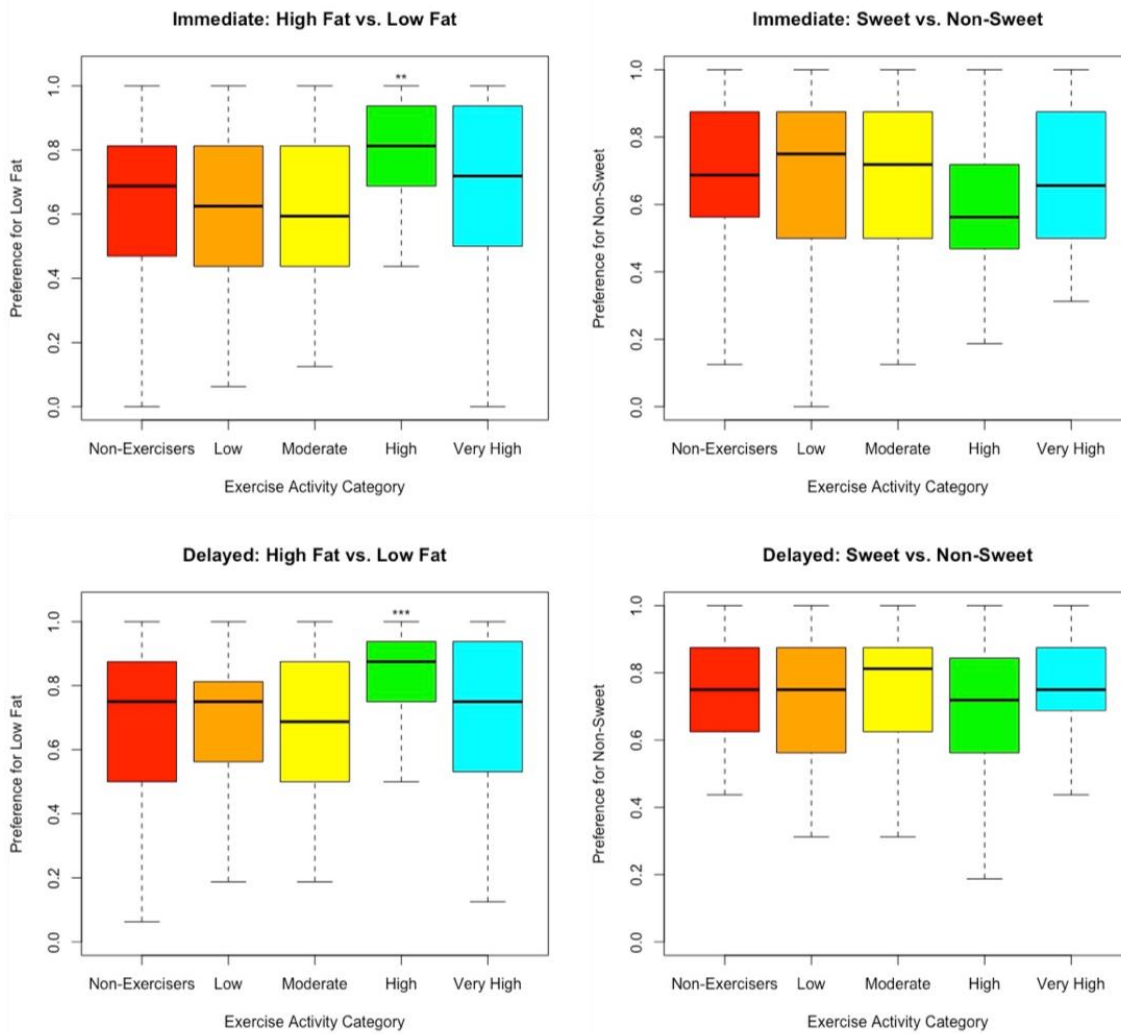 Immediate: High Fat vs. Low Fat
Preference for Low Fat
0.0 0.2 0.4 0.6 0.8 1.0
**
Non-Exercisers Low Moderate High Very High
Exercise Activity Category
Immediate: Sweet vs. Non-Sweet
Preference for Non-Sweet
0.0 0.2 0.4 0.6 0.8 1.0
Non-Exercisers Low Moderate High Very High
Exercise Activity Category
Delayed: High Fat vs. Low Fat
Preference for Low Fat
0.0 0.2 0.4 0.6 0.8 1.0
***
Non-Exercisers Low Moderate High Very High
Exercise Activity Category
Delayed: Sweet vs. Non-Sweet
Preference for Non-Sweet
0.0 0.2 0.4 0.6 0.8 1.0
Non-Exercisers Low Moderate High Very High
Exercise Activity Category